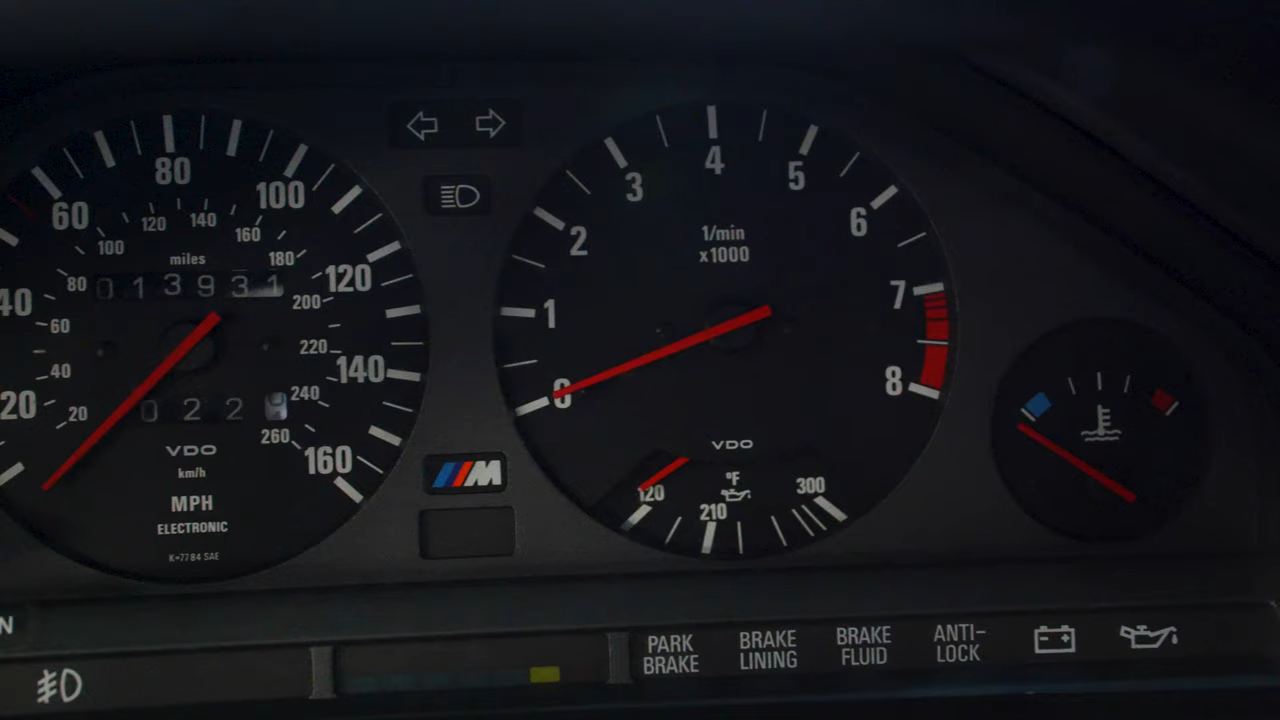 60
80
100
120
140
160
40
20
80
100
120
140
160
180
200
220
240
260
60
40
20
miles
013931
022
VDO
km/h
MPH
ELECTRONIC
K=7784 SAE
M
0
1
2
3
4
5
6
7
8
1/min
x1000
VDO
°F
120
210
300
N
PARK
BRAKE
BRAKE
LINING
BRAKE
FLUID
ANTI-
LOCK